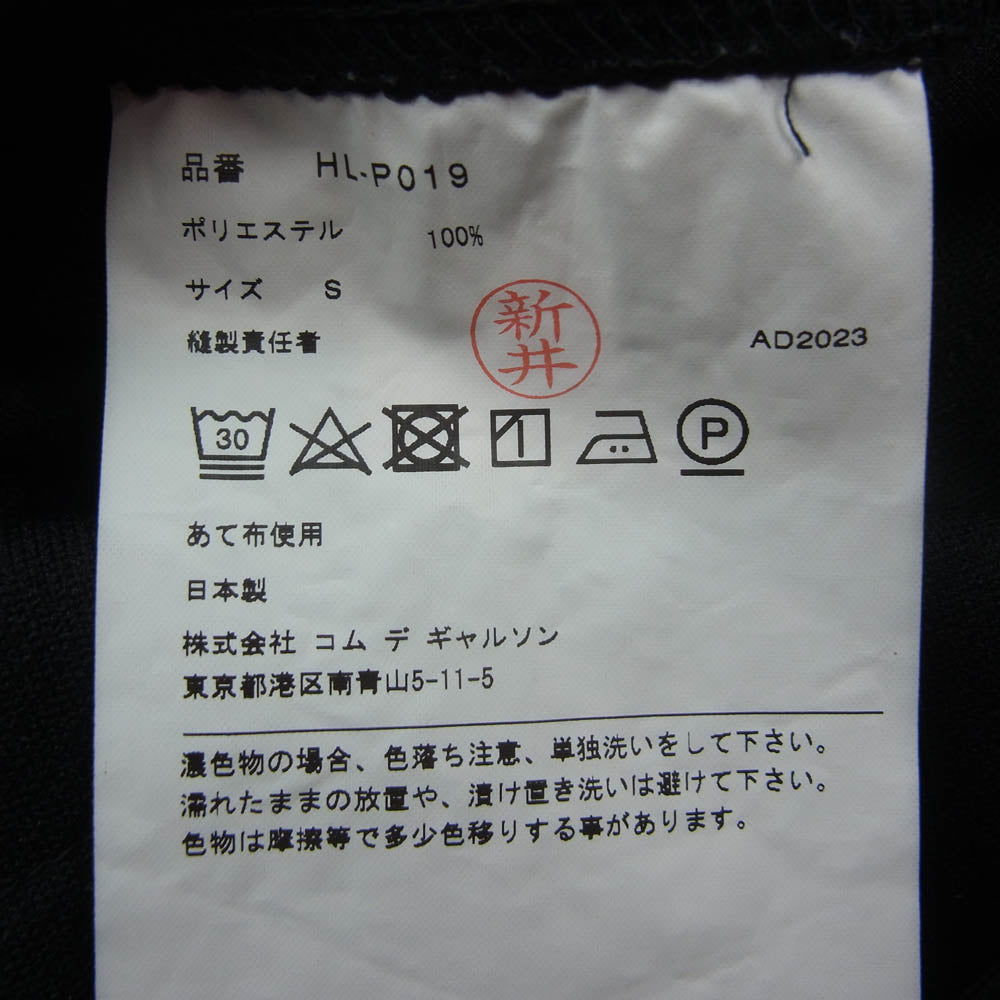 品番 HL-P019
ポリエステル 100%
サイズ S
縫製責任者 新井 AD2023
30 P
あて布使用
日本製
株式会社 コム デ ギャルソン
東京都港区南青山5-11-5
濃色物の場合、色落ち注意、単独洗いをして下さい。
濡れたままの放置や、漬け置き洗いは避けて下さい。
色物は摩擦等で多少色移りする事があります。